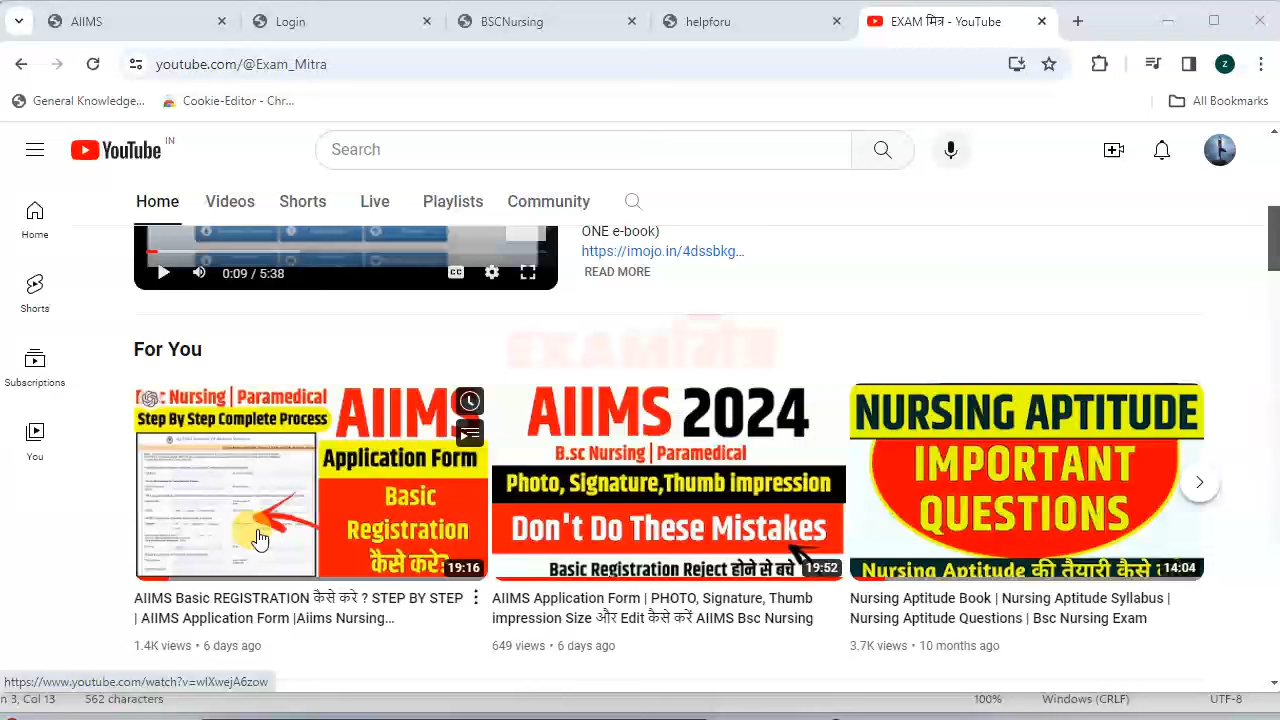 AIIMS
Login
BSCNursing
helpforu
EXAM मित्र - YouTube
youtube.com/@Exam_Mitra
z
General Knowledge...
Cookie-Editor - Chr...
All Bookmarks
YouTube IN
Search
Home
Videos
Shorts
Live
Playlists
Community
Home
Shorts
Subscriptions
You
ONE e-book)
https://imojo.in/4dssbkg...
READ MORE
0:09 / 5:38
CC
For You
Nursing | Paramedical
Step By Step Complete Process
AIIMS
Application Form
Basic
Registration
कैसे करे?
19:16
AIIMS 2024
B.sc Nursing | Paramedical
Photo, Signature,Thumb impression
Don't Do These Mistakes
Basic Registration Reject होने से बचे
19:52
NURSING APTITUDE
IMPORTANT
QUESTIONS
Nursing Aptitude की तैयारी कैसे
14:04
AIIMS Basic REGISTRATION कैसे करे ? STEP BY STEP
| AIIMS Application Form |Aiims Nursing...
1.4K views • 6 days ago
AIIMS Application Form | PHOTO, Signature, Thumb
impression Size और Edit कैसे करें AIIMS Bsc Nursing
649 views • 6 days ago
Nursing Aptitude Book | Nursing Aptitude Syllabus |
Nursing Aptitude Questions | Bsc Nursing Exam
3.7K views • 10 months ago
https://www.youtube.com/watch?v=wlXwejA6zow
n 3, Col 13
562 characters
100%
Windows (CRLF)
UTF-8